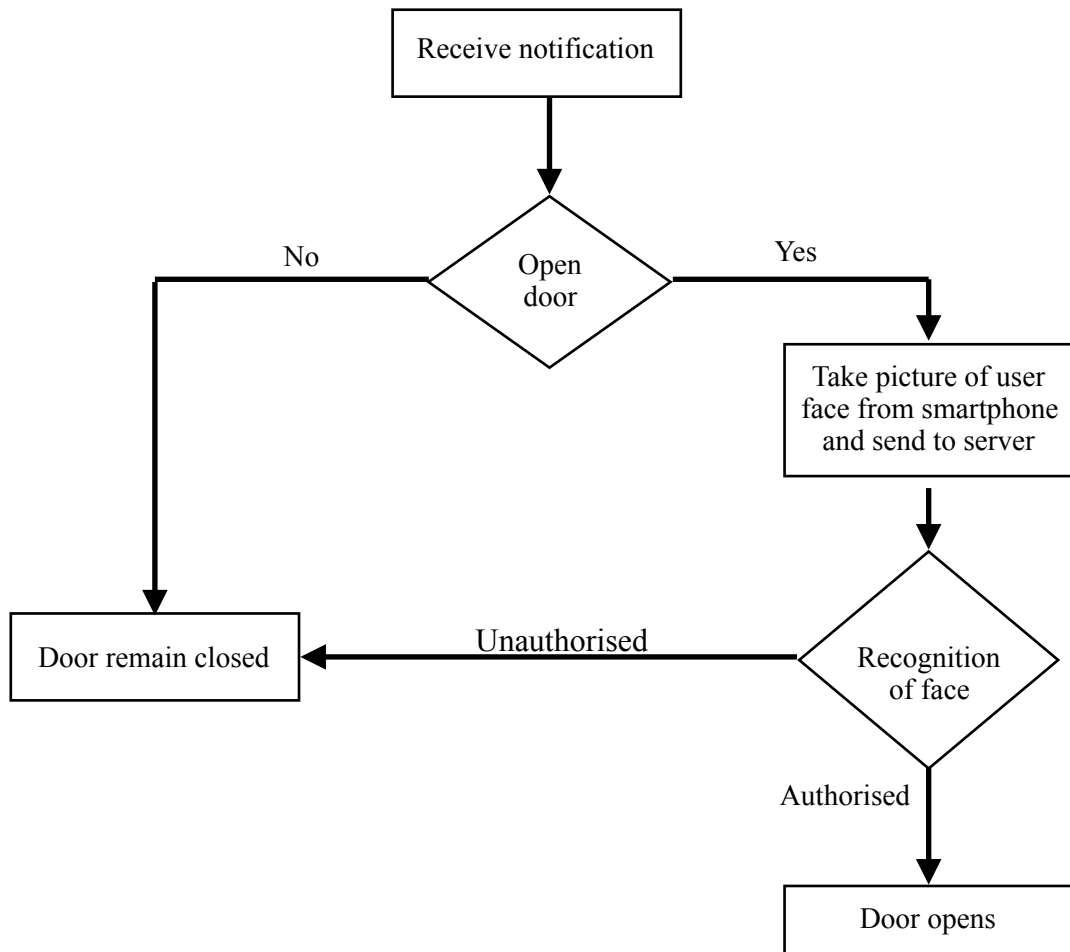 Receive notification
No
Yes
Open
door
Take picture of user
face from smartphone
and send to server
Door remain closed
Unauthorised
Recognition
of face
Authorised
Door opens